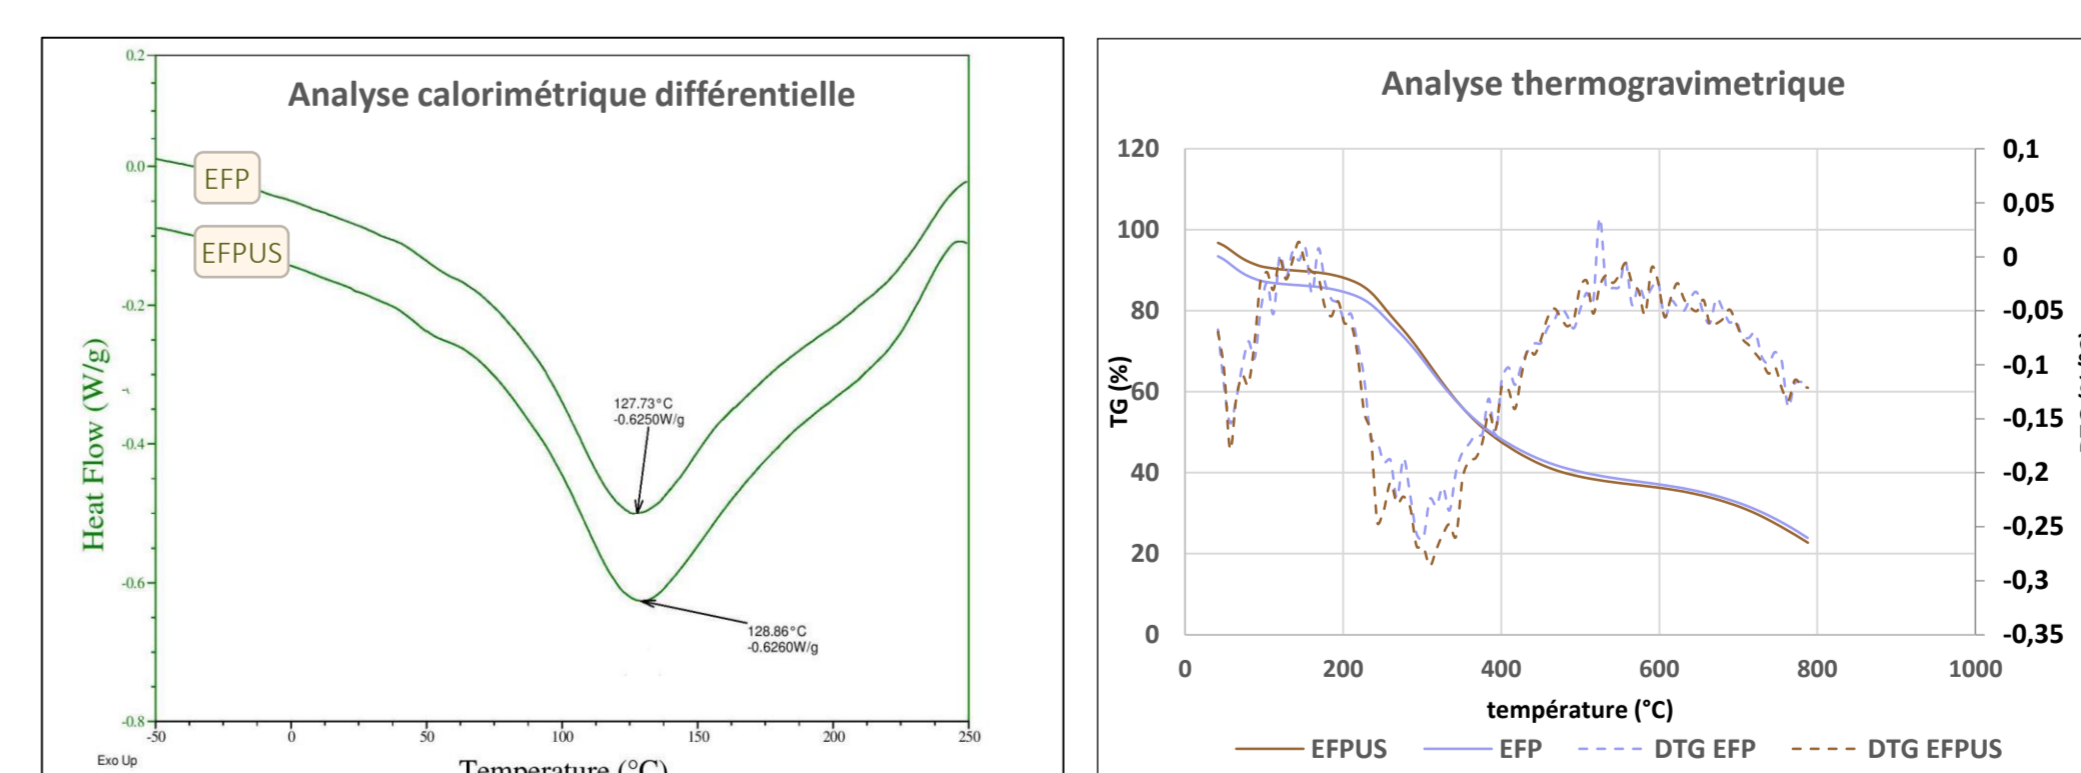 Analyse calorimétrique différentielle
0.2
0.0
-0.2
-0.4
-0.6
-0.8
Heat Flow (W/g)
EFP
EFPUS
127.73°C
-0.6250W/g
128.86°C
-0.6260W/g
-50 0 50 100 150 200 250
Exo Up
Temperature (°C)
Analyse thermogravimetrique
120
100
80
60
40
20
0
TG (%)
0,1
0,05
0
-0,05
-0,1
-0,15
-0,2
-0,25
-0,3
-0,35
0 200 400 600 800 1000
température (°C)
EFPUS EFP DTG EFP DTG EFPUS